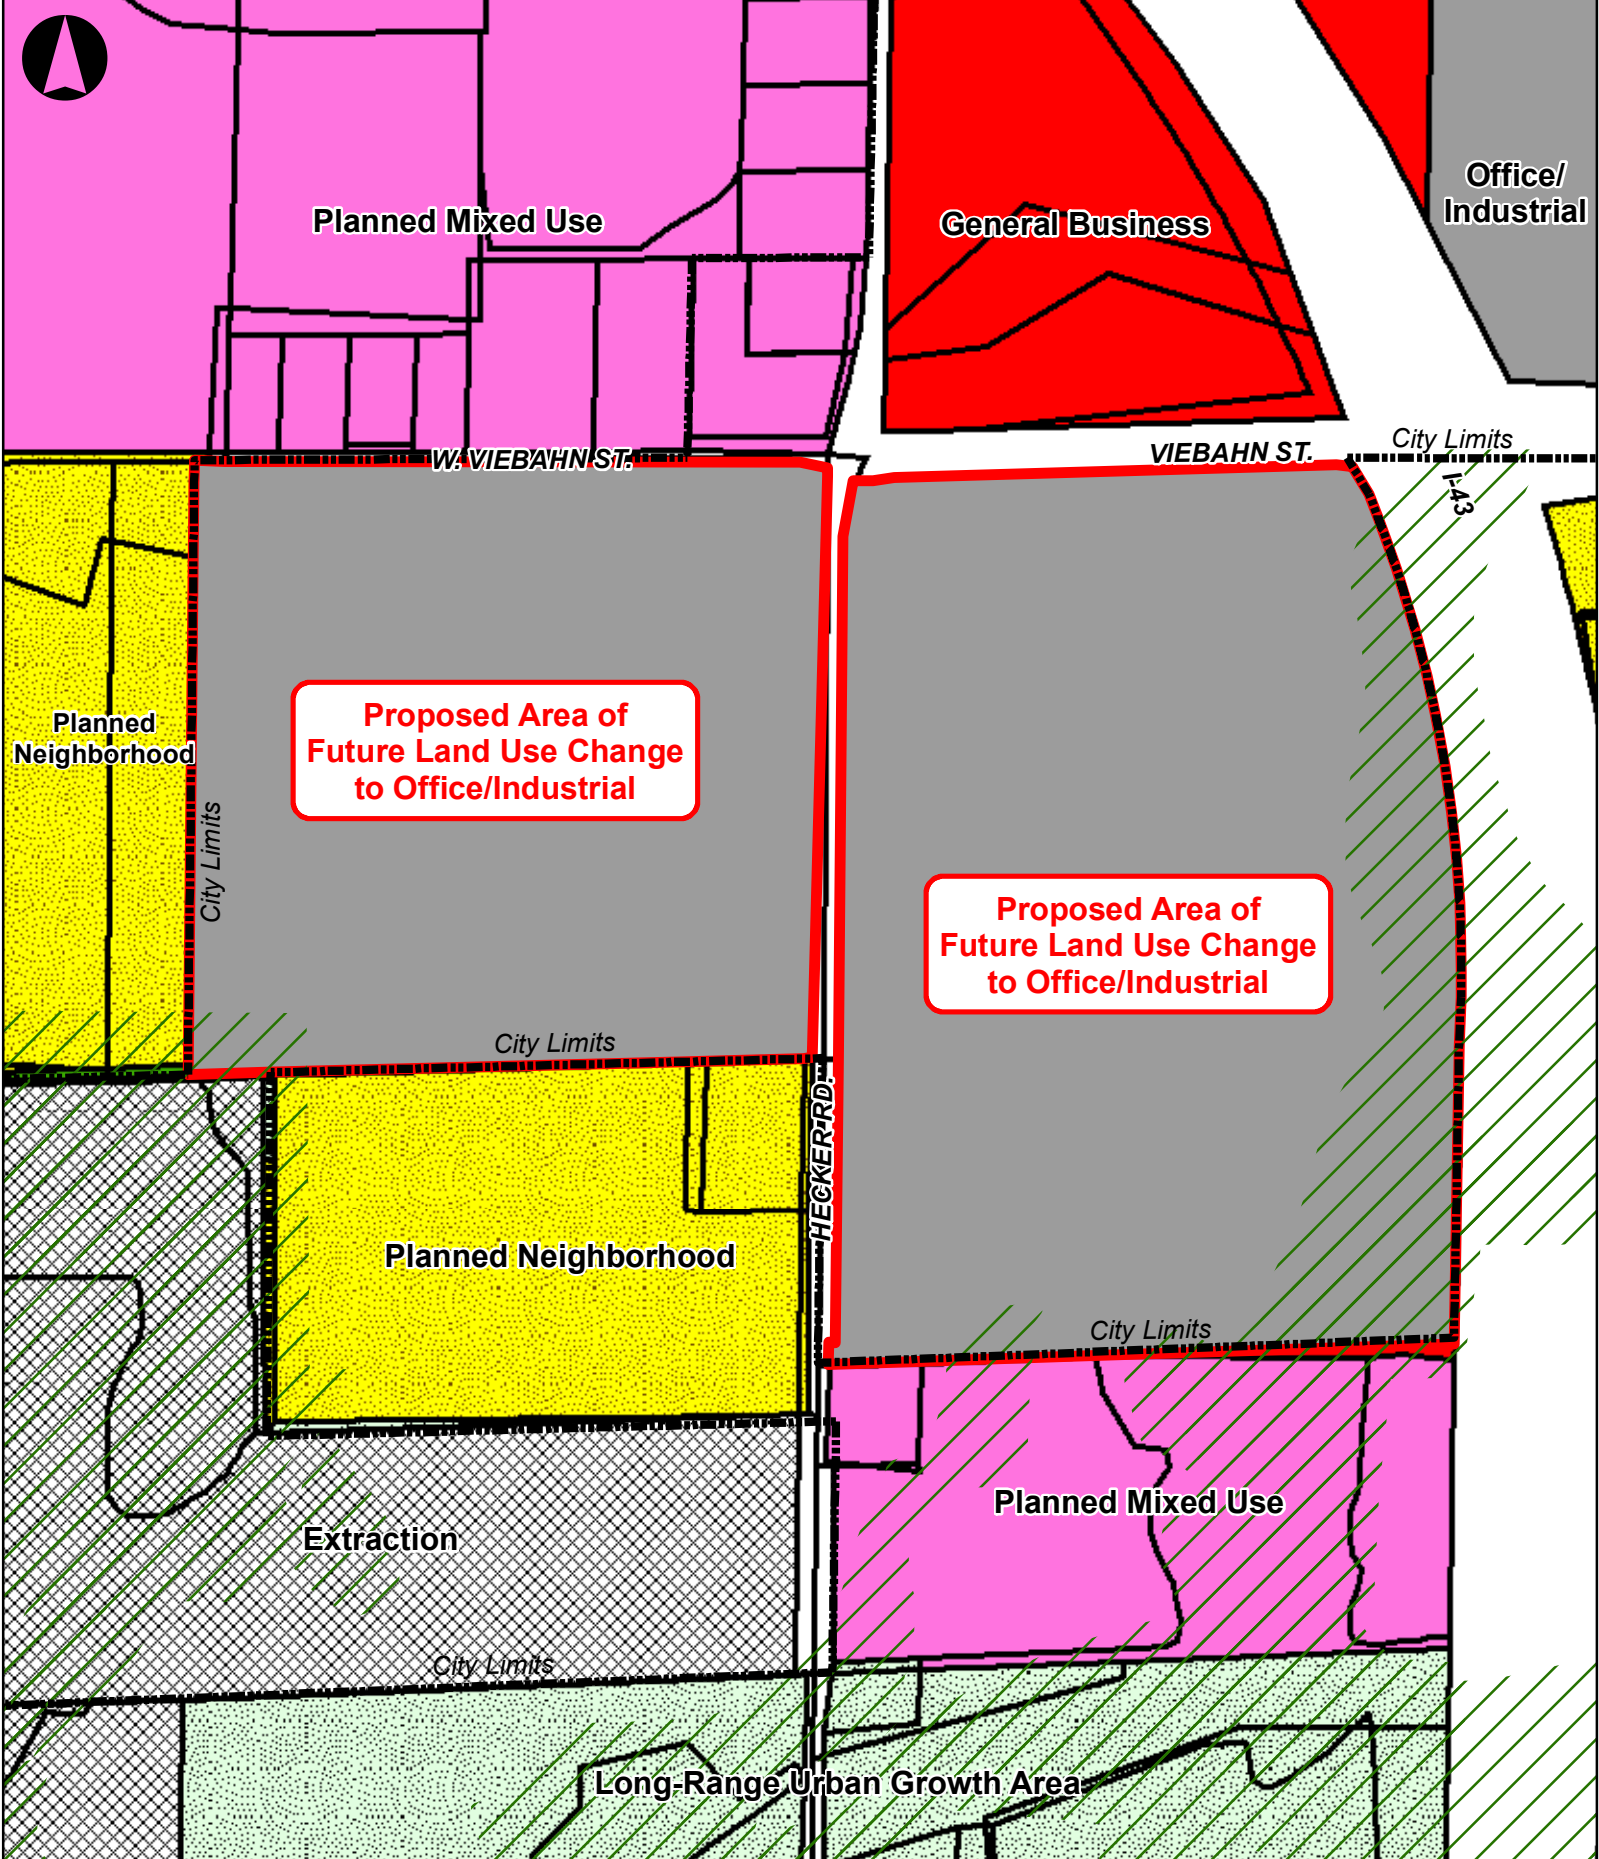 Planned Mixed Use
General Business
Office/
Industrial
W. VIEBAHN ST.
VIEBAHN ST.
City Limits
I-43
Planned
Neighborhood
City Limits
Proposed Area of
Future Land Use Change
to Office/Industrial
Proposed Area of
Future Land Use Change
to Office/Industrial
City Limits
HECKER RD.
Planned Neighborhood
City Limits
Planned Mixed Use
Extraction
City Limits
Long-Range Urban Growth Area